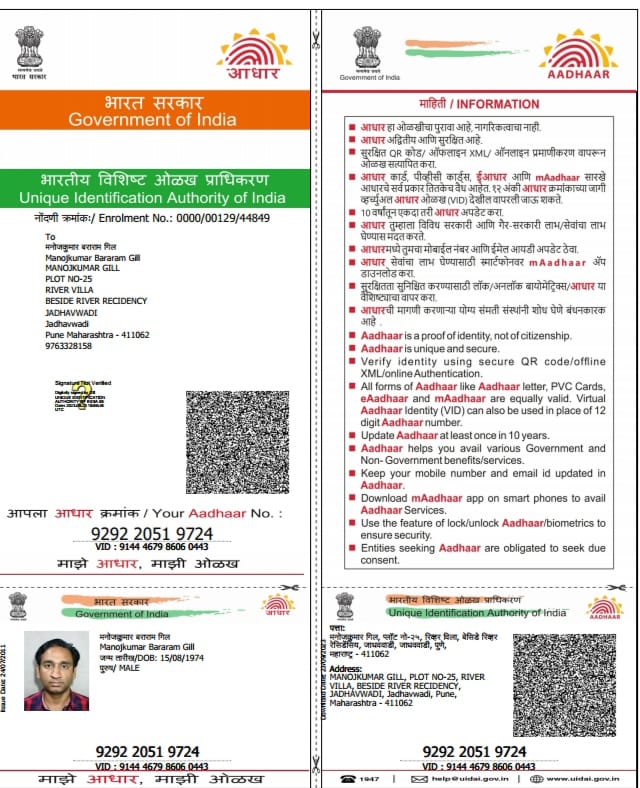 भारत सरकार
आधार
भारत सरकार
Government of India
भारतीय विशिष्ट ओळख प्राधिकरण
Unique Identification Authority of India
नोंदणी क्रमांकः/ Enrolment No.: 0000/00129/44849
To
मनोजकुमार बराराम गिल
Manojkumar Bararam Gill
MANOJKUMAR GILL
PLOT NO-25
RIVER VILLA
BESIDE RIVER RECIDENCY
JADHAVWADI
Jadhavwadi
Pune Maharashtra - 411062
9763328158
Signature Not Verified
आपला आधार क्रमांक / Your Aadhaar No. :
9292 2051 9724
VID : 9144 4679 8606 0443
माझे आधार, माझी ओळख
Government of India
AADHAAR
माहिती / INFORMATION
आधार हा ओळखीचा पुरावा आहे, नागरिकत्वाचा नाही.
आधार अद्वितीय आणि सुरक्षित आहे.
सुरक्षित QR कोड/ ऑफलाइन XML/ ऑनलाइन प्रमाणीकरण वापरून
ओळख सत्यापित करा.
आधार कार्ड, पीव्हीसी कार्ड्स, ईआधार आणि mAadhaar सारखे
आधारचे सर्व प्रकार तितकेच वैध आहेत. १२ अंकी आधार क्रमांकाच्या जागी
व्हर्च्युअल आधार ओळख (VID) देखील वापरली जाऊ शकते.
10 वर्षांतून एकदा तरी आधार अपडेट करा.
आधार तुम्हाला विविध सरकारी आणि गैर-सरकारी लाभ/सेवांचा लाभ
घेण्यास मदत करते.
आधारमध्ये तुमचा मोबाईल नंबर आणि ईमेल आयडी अपडेट ठेवा.
आधार सेवांचा लाभ घेण्यासाठी स्मार्टफोनवर mAadhaar ॲप
डाउनलोड करा.
सुरक्षितता सुनिश्चित करण्यासाठी लॉक/अनलॉक बायोमेट्रिक्स/आधार या
वैशिष्ट्याचा वापर करा.
आधारची मागणी करणाऱ्या योग्य संमती संस्थांनी शोध घेणे बंधनकारक
आहे .
Aadhaar is a proof of identity, not of citizenship.
Aadhaar is unique and secure.
Verify identity using secure QR code/offline
XML/online Authentication.
All forms of Aadhaar like Aadhaar letter, PVC Cards,
eAadhaar and mAadhaar are equally valid. Virtual
Aadhaar Identity (VID) can also be used in place of 12
digit Aadhaar number.
Update Aadhaar at least once in 10 years.
Aadhaar helps you avail various Government and
Non- Government benefits/services.
Keep your mobile number and email id updated in
Aadhaar.
Download mAadhaar app on smart phones to avail
Aadhaar Services.
Use the feature of lock/unlock Aadhaar/biometrics to
ensure security.
Entities seeking Aadhaar are obligated to seek due
consent.
भारत सरकार
Government of India
आधार
Issue Date: 24/07/2011
मनोजकुमार बराराम गिल
Manojkumar Bararam Gill
जन्म तारीख/DOB: 15/08/1974
पुरुष/ MALE
9292 2051 9724
VID : 9144 4679 8606 0443
माझे आधार, माझी ओळख
भारतीय विशिष्ट ओळख प्राधिकरण
Unique Identification Authority of India
AADHAAR
पत्ता:
मनोजकुमार गिल, प्लॉट नो-२५, रिव्हर विला, बेसिडे रिव्हर
रेसिडेंसिय, जाधववाडी, जाधववाडी, पुणे,
महाराष्ट्र - 411062
Address:
MANOJKUMAR GILL, PLOT NO-25, RIVER
VILLA, BESIDE RIVER RECIDENCY,
JADHAVWADI, Jadhavwadi, Pune,
Maharashtra - 411062
9292 2051 9724
VID : 9144 4679 8606 0443
1947 | help@uidai.gov.in | www.uidai.gov.in